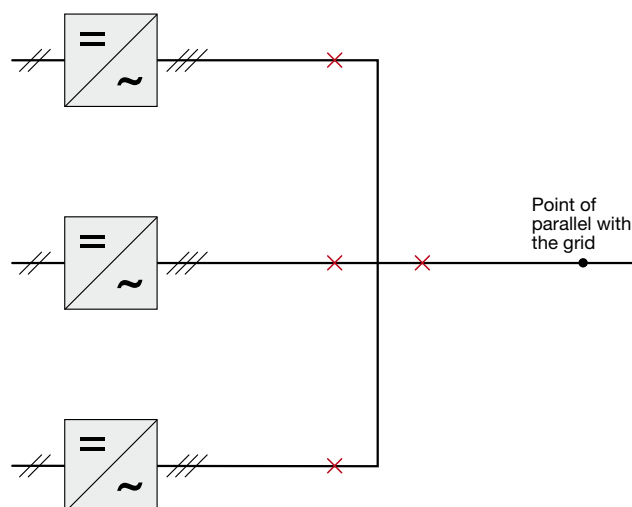 =
~
Point of
parallel with
the grid
=
~
=
~